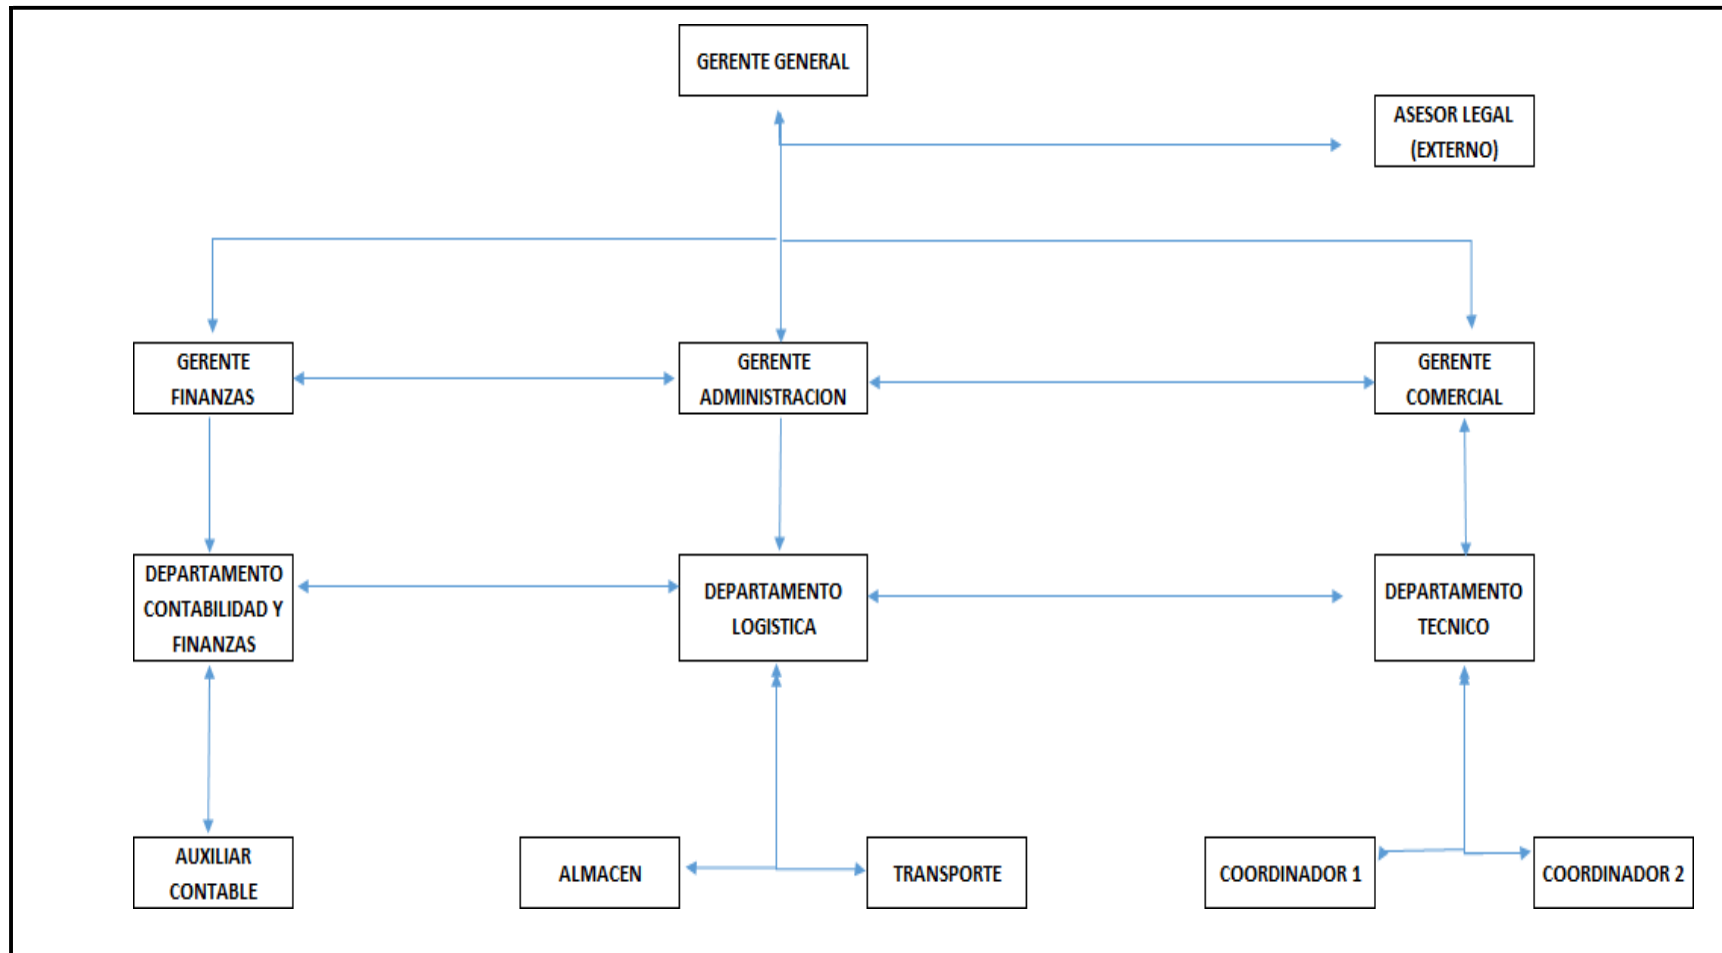 GERENTE GENERAL
ASESOR LEGAL
(EXTERNO)
GERENTE
FINANZAS
GERENTE
ADMINISTRACION
GERENTE
COMERCIAL
DEPARTAMENTO
CONTABILIDAD Y
FINANZAS
DEPARTAMENTO
LOGISTICA
DEPARTAMENTO
TECNICO
AUXILIAR
CONTABLE
ALMACEN
TRANSPORTE
COORDINADOR 1
COORDINADOR 2